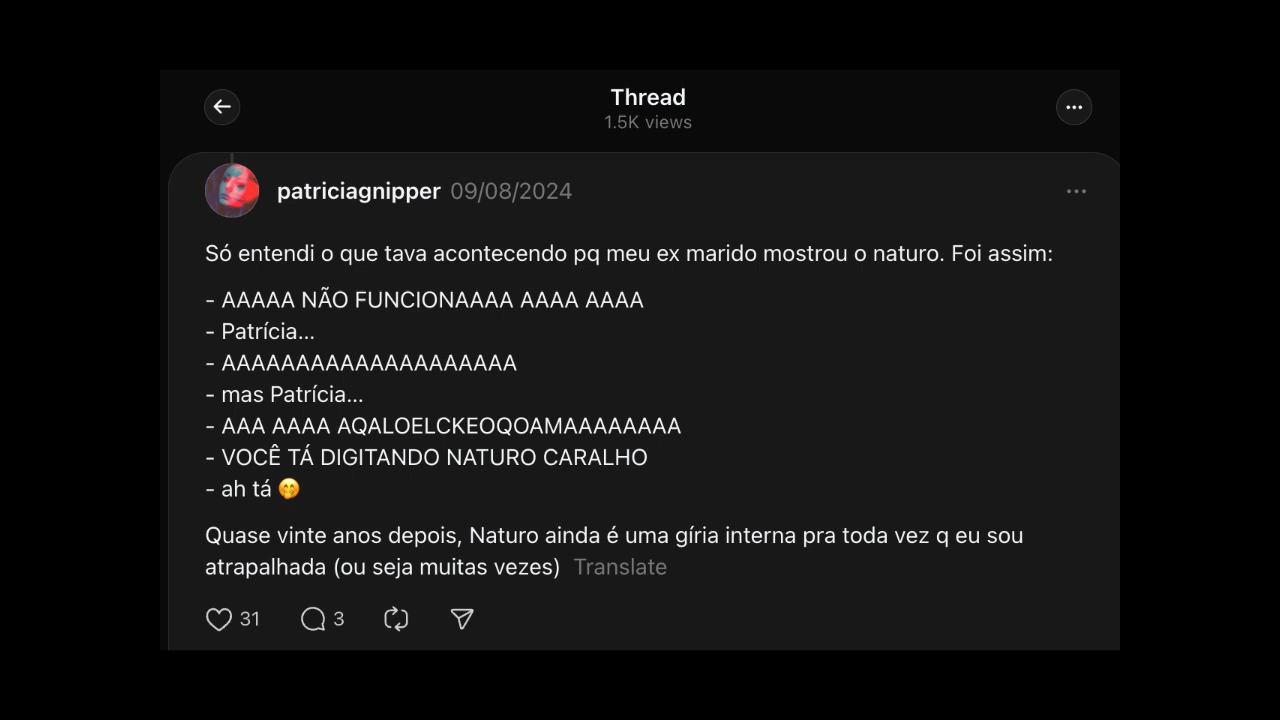 Thread
1.5K views
patriciagnipper 09/08/2024
Só entendi o que tava acontecendo pq meu ex marido mostrou o naturo. Foi assim:
- AAAAA NÃO FUNCIONAAAA AAAA AAAA
- Patrícia...
- AAAAAAAAAAAAAAAAAAAA
- mas Patrícia...
- AAA AAAA AQALOELCKEOQOAMAAAAAAAA
- VOCÊ TÁ DIGITANDO NATURO CARALHO
- ah tá 🤭
Quase vinte anos depois, Naturo ainda é uma gíria interna pra toda vez q eu sou
atrapalhada (ou seja muitas vezes) Translate
31 3